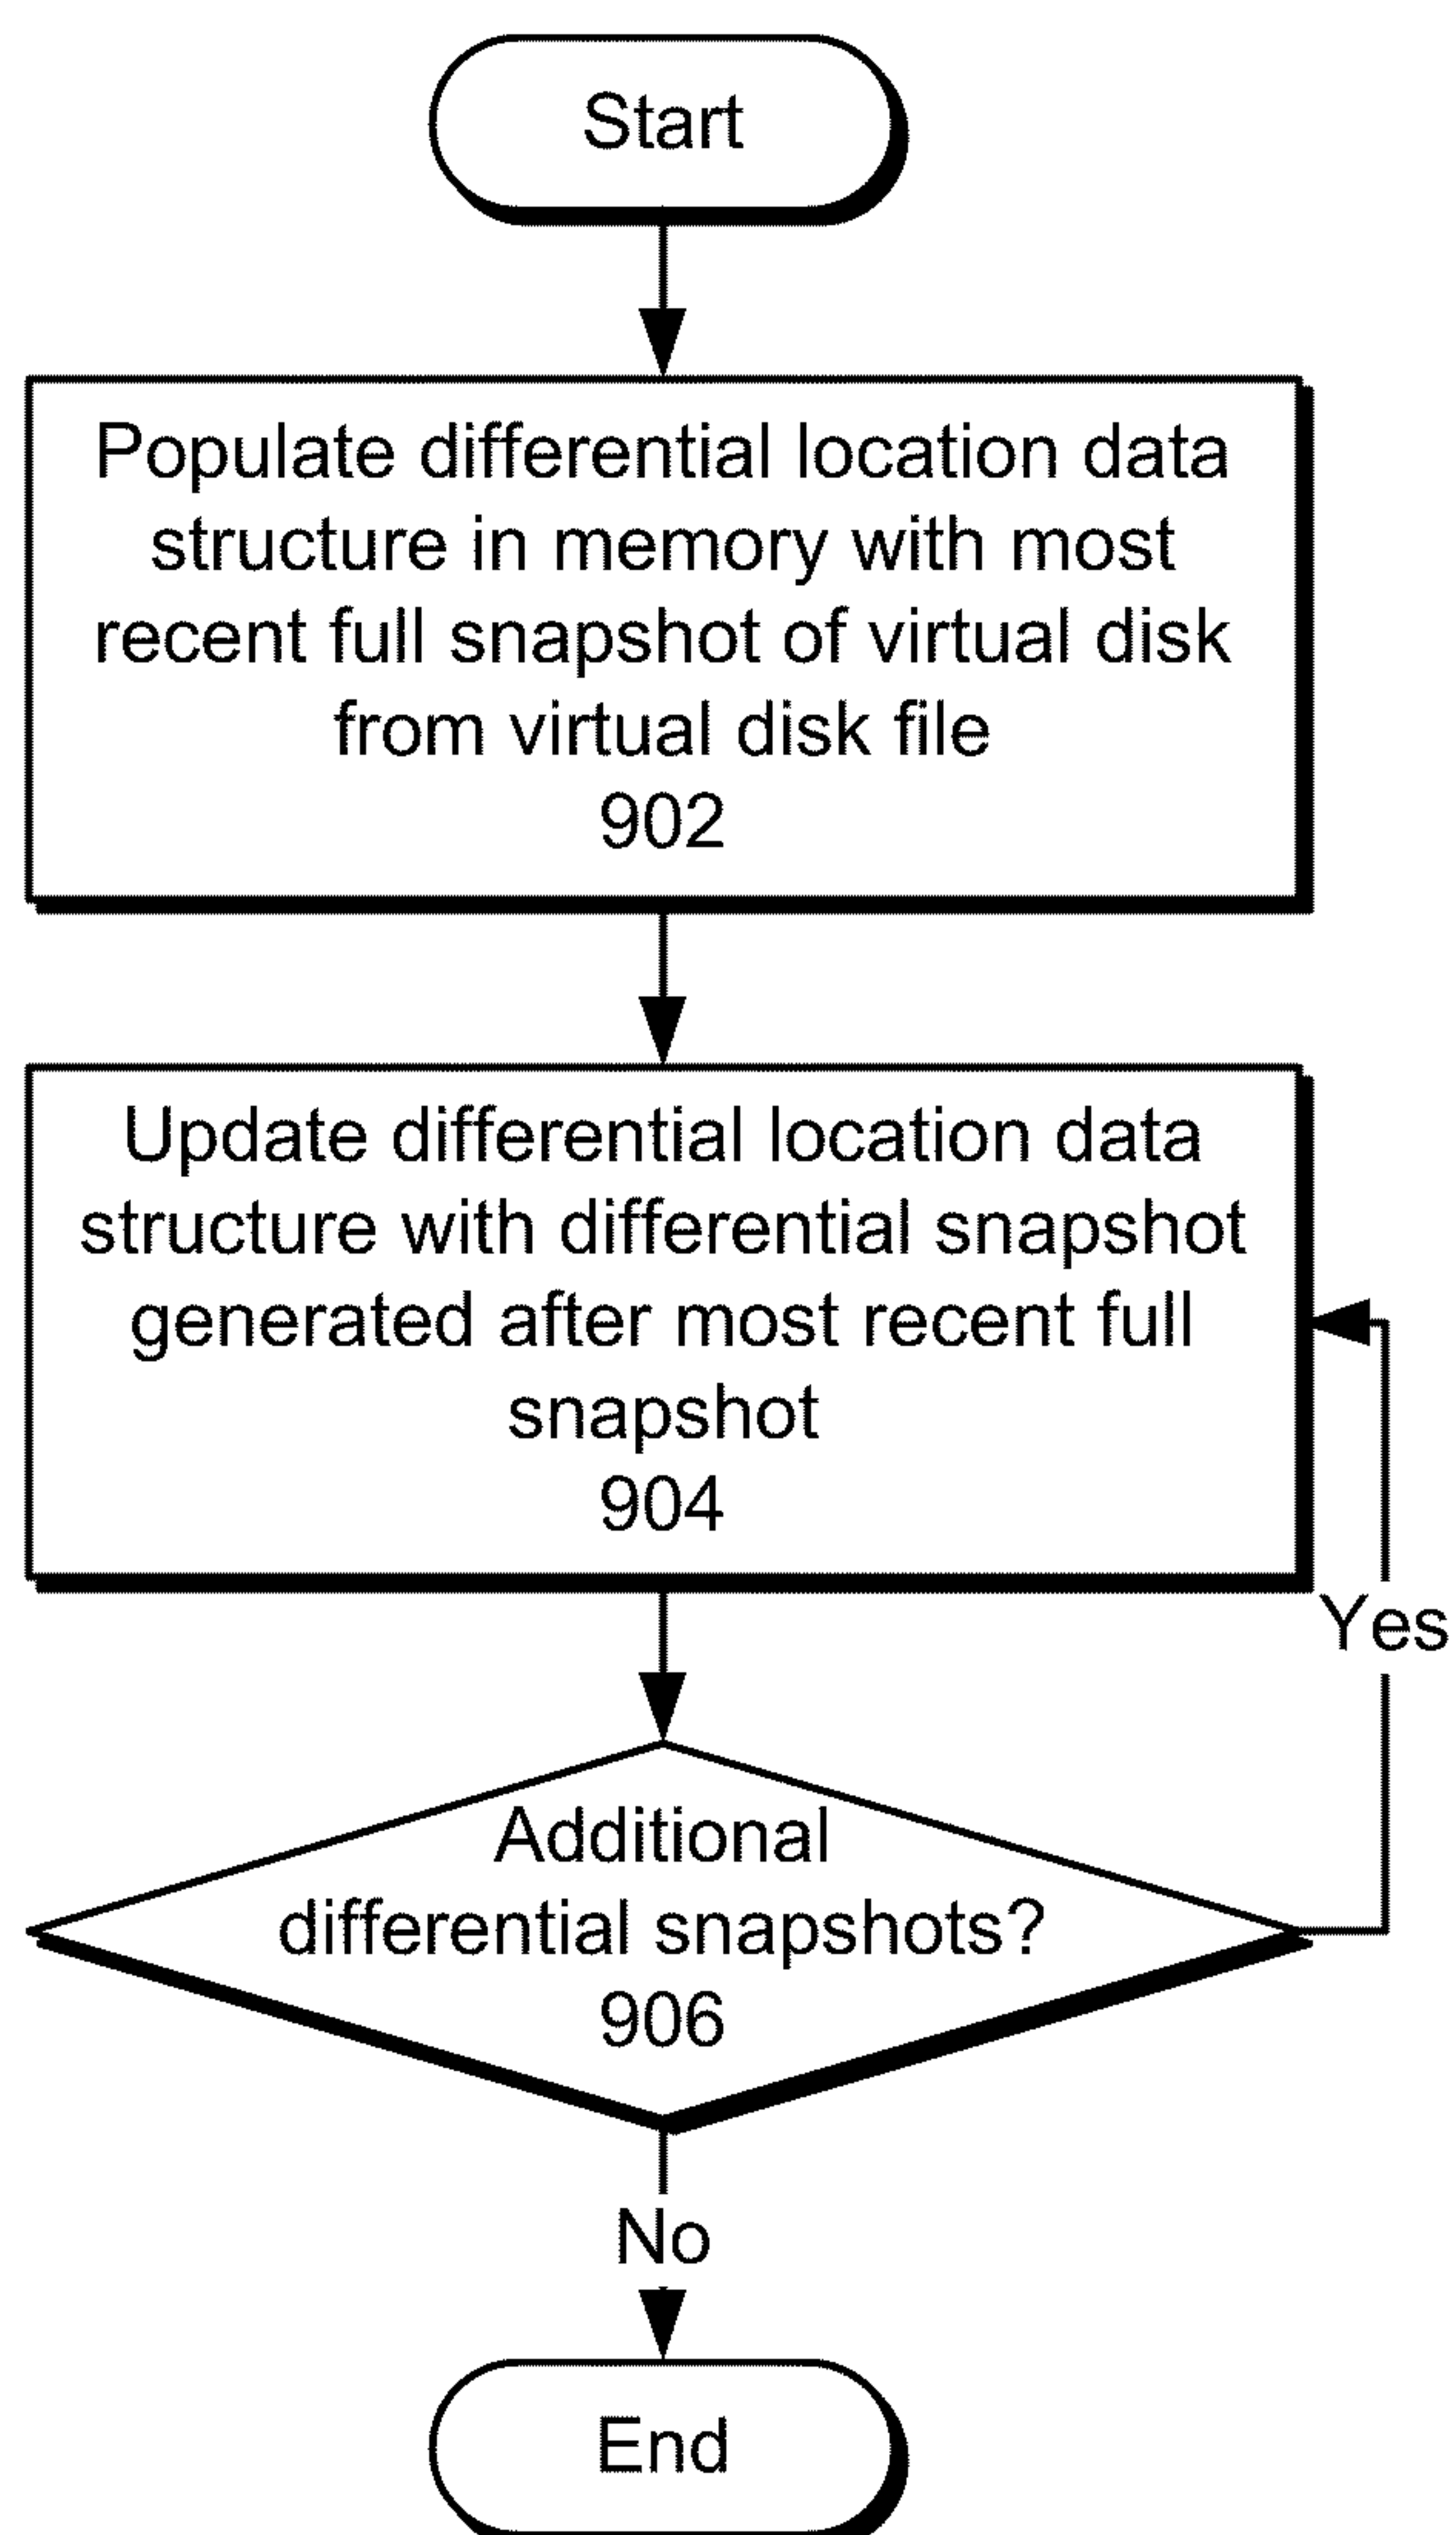 Start
Populate differential location data
structure in memory with most
recent full snapshot of virtual disk
from virtual disk file
902
Update differential location data
structure with differential snapshot
generated after most recent full
snapshot
904
Yes
Additional
differential snapshots?
906
No
End